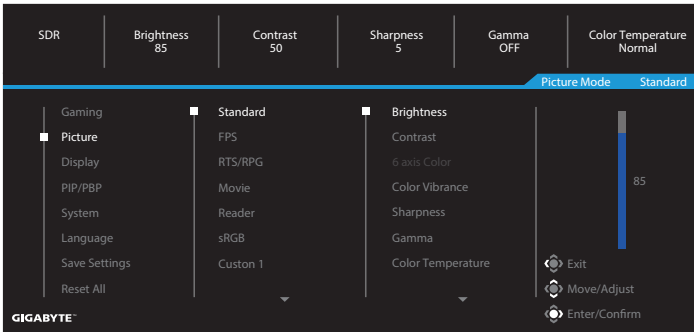 SDR Brightness Contrast Sharpness Gamma Color Temperature
85 50 5 OFF Normal
Picture Mode Standard
Gaming Standard Brightness
Picture FPS Contrast
Display RTS/RPG 6 axis Color
PIP/PBP Movie Color Vibrance 85
System Reader Sharpness
Language sRGB Gamma
Save Settings Custon 1 Color Temperature Exit
Reset All Move/Adjust
GIGABYTE™ Enter/Confirm